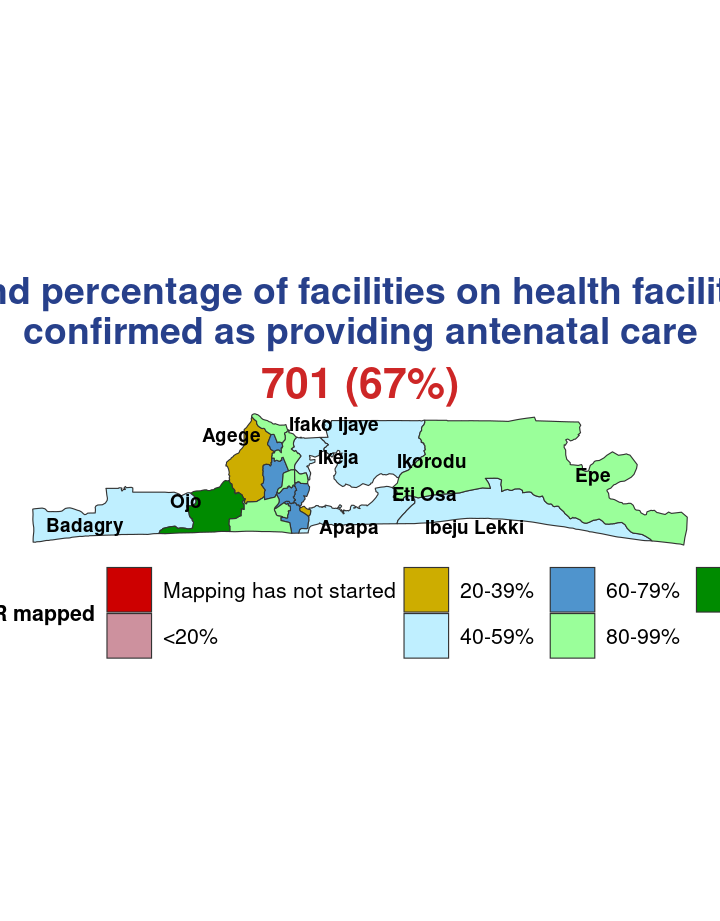 nd percentage of facilities on health facilit
confirmed as providing antenatal care
701 (67%)
Ifako Ijaye
Agege
Ikeja
Ikorodu
Epe
Eti Osa
Ojo
Badagry
Apapa
Ibeju Lekki
R mapped
Mapping has not started
20-39%
60-79%
<20%
40-59%
80-99%